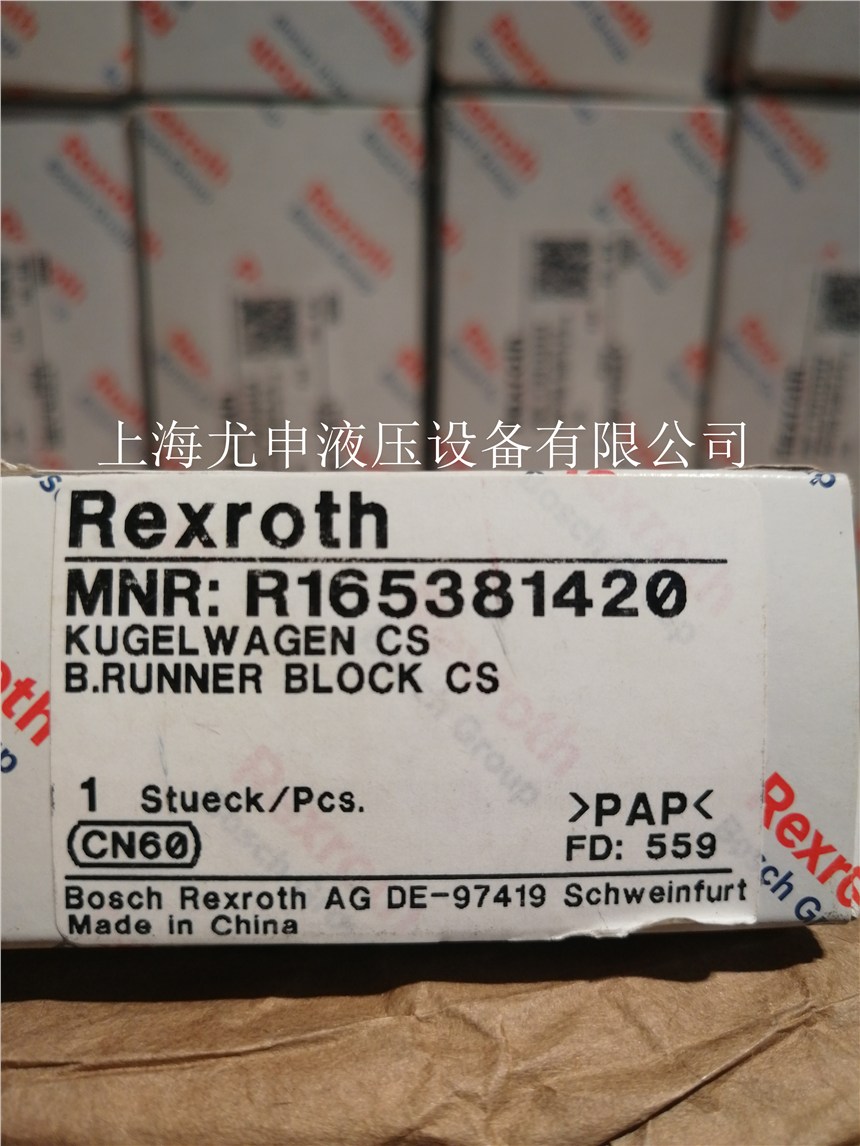 上海尤申液压设备有限公司
Rexroth
MNR: R165381420
KUGELWAGEN CS
B.RUNNER BLOCK CS
1 Stueck/Pcs.
>PAP<
CN60
FD: 559
Bosch Rexroth AG DE-97419 Schweinfurt
Made in China